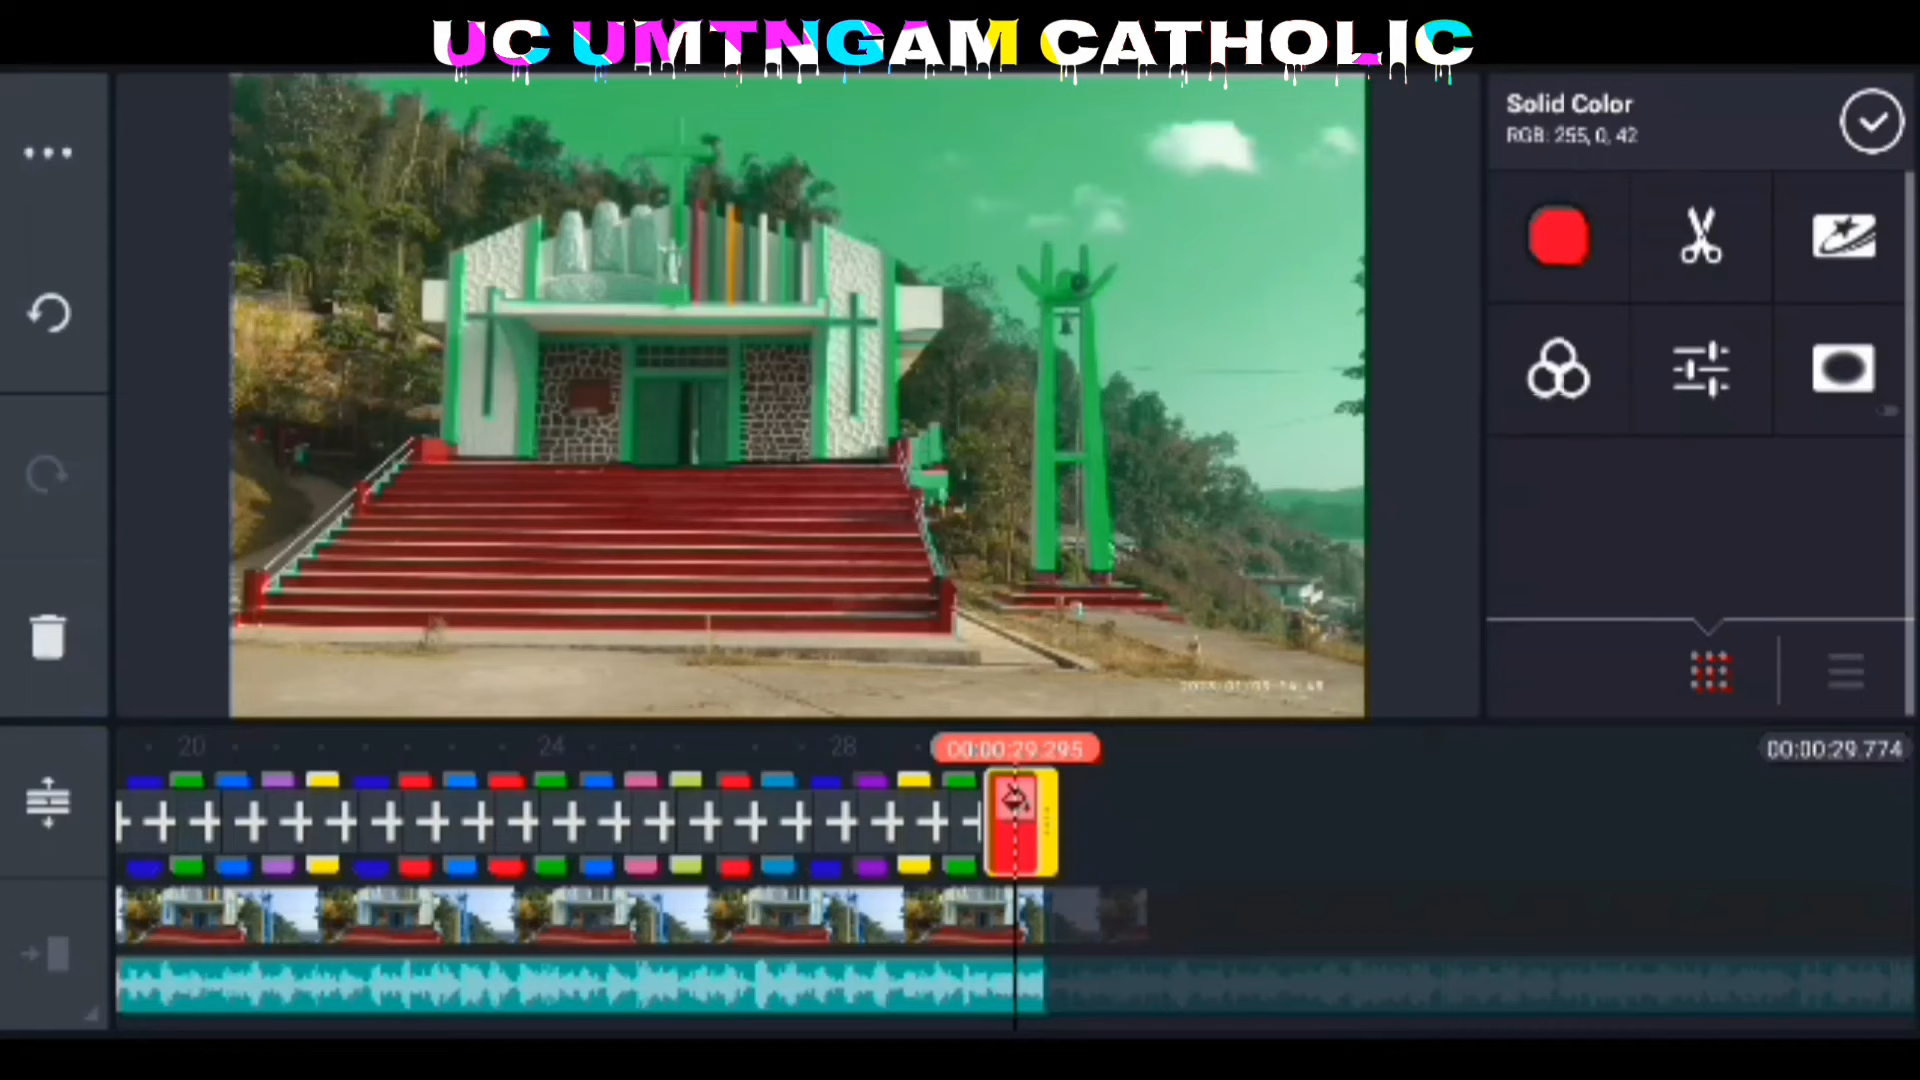 UC UMTNGAM CATHOLIC
Solid Color
RGB: 255, 0, 42
20
24
28
00:00:29.295
00:00:29.774